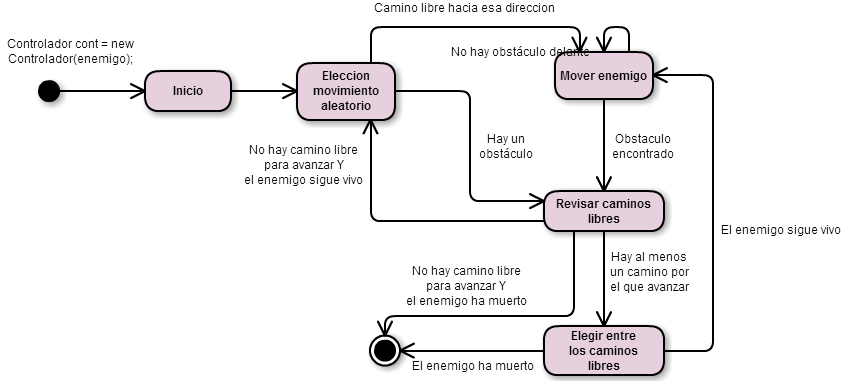 Camino libre hacia esa direccion
Controlador cont = new
Controlador(enemigo);
No hay obstáculo delante
Inicio
Eleccion
movimiento
aleatorio
Mover enemigo
No hay camino libre
para avanzar Y
el enemigo sigue vivo
Hay un
obstáculo
Obstaculo
encontrado
Revisar caminos
libres
El enemigo sigue vivo
Hay al menos
un camino por
el que avanzar
No hay camino libre
para avanzar Y
el enemigo ha muerto
Elegir entre
los caminos
libres
El enemigo ha muerto